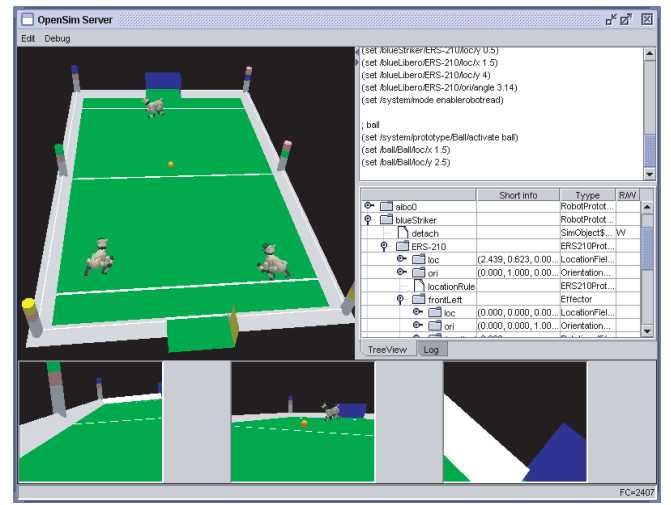 OpenSim Server
Edit Debug
(set /blueStriker/ERS-210/loc/y 0.5)
(set /blueLibero/ERS-210/loc/x 1.5)
(set /blueLibero/ERS-210/loc/y 4)
(set /blueLibero/ERS-210/ori/angle 3.14)
(set /system/mode enablerobotread)
; ball
(set /system/prototype/Ball/activate ball)
(set /ball/Ball/loc/x 1.5)
(set /ball/Ball/loc/y 2.5)
Short info Tyype R/W
aibo0 RobotProtot...
blueStriker RobotProtot...
detach SimObject$... W
ERS-210 ERS210Prot...
loc (2.439, 0.623, 0.00... LocationFiel...
ori (0.000, 1.000, 0.00... Orientation...
locationRule ERS210Prot...
frontLeft Effector
loc (0.000, 0.000, 0.00... LocationFiel...
ori (0.000, 0.000, 1.00... Orientation...
TreeView Log
FC=2407